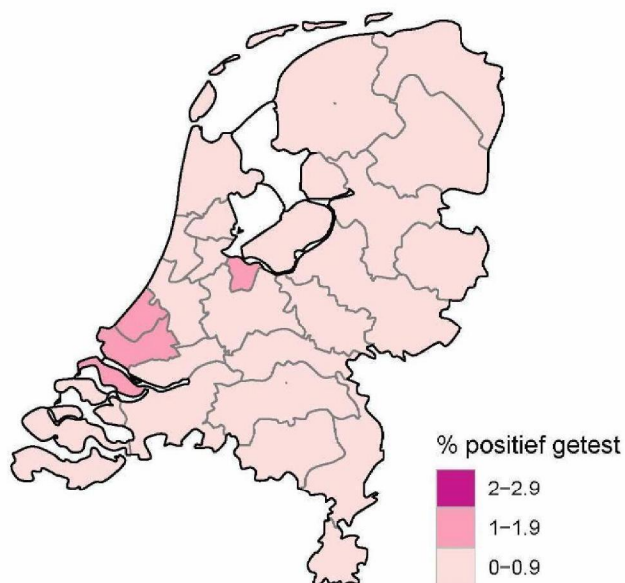 % positief getest
2–2.9
1–1.9
0–0.9